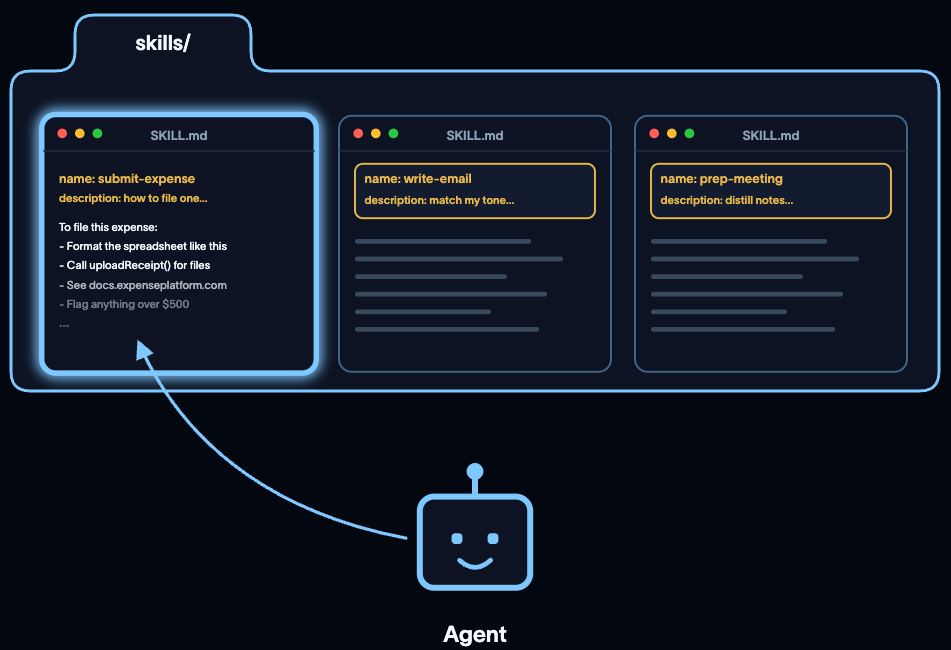 skills/
SKILL.md
name: submit-expense
description: how to file one...
To file this expense:
- Format the spreadsheet like this
- Call uploadReceipt() for files
- See docs.expenseplatform.com
- Flag anything over $500
...
SKILL.md
name: write-email
description: match my tone...
SKILL.md
name: prep-meeting
description: distill notes...
Agent